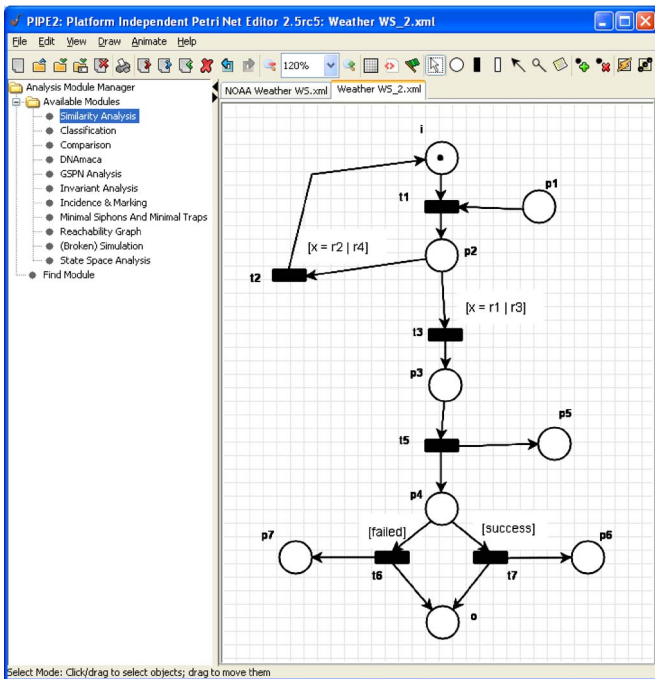 PIPE2: Platform Independent Petri Net Editor 2.5rc5: Weather WS_2.xml
File Edit View Draw Animate Help
120%
Analysis Module Manager
Available Modules
Similarity Analysis
Classification
Comparison
DNAmaca
GSPN Analysis
Invariant Analysis
Incidence & Marking
Minimal Siphons And Minimal Traps
Reachability Graph
(Broken) Simulation
State Space Analysis
Find Module
NOAA Weather WS.xml Weather WS_2.xml
i
p1
t1
[x = r2 | r4]
p2
t2
[x = r1 | r3]
t3
p3
p5
t5
p4
p7 [failed] [success] p6
t6 t7
o
Select Mode: Click/drag to select objects; drag to move them